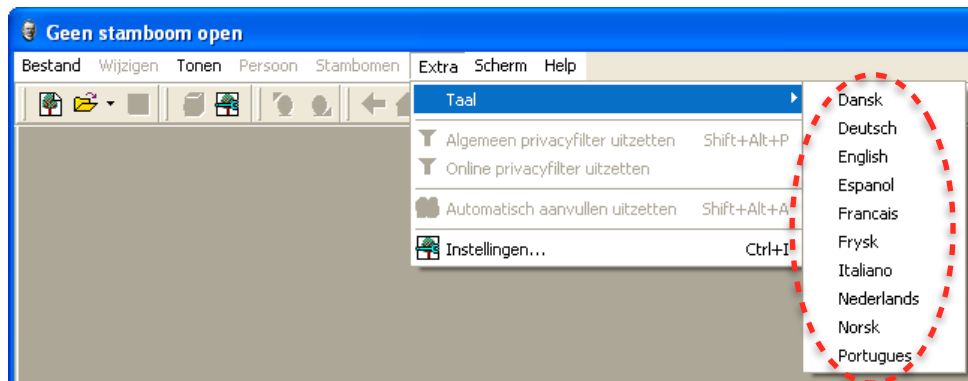 Geen stamboom open
Bestand Wijzigen Tonen Persoon Stambomen Extra Scherm Help
Taal
Algemeen privacyfilter uitzetten Shift+Alt+P
Online privacyfilter uitzetten
Automatisch aanvullen uitzetten Shift+Alt+A
Instellingen... Ctrl+I
Dansk
Deutsch
English
Espanol
Francais
Frysk
Italiano
Nederlands
Norsk
Portugues